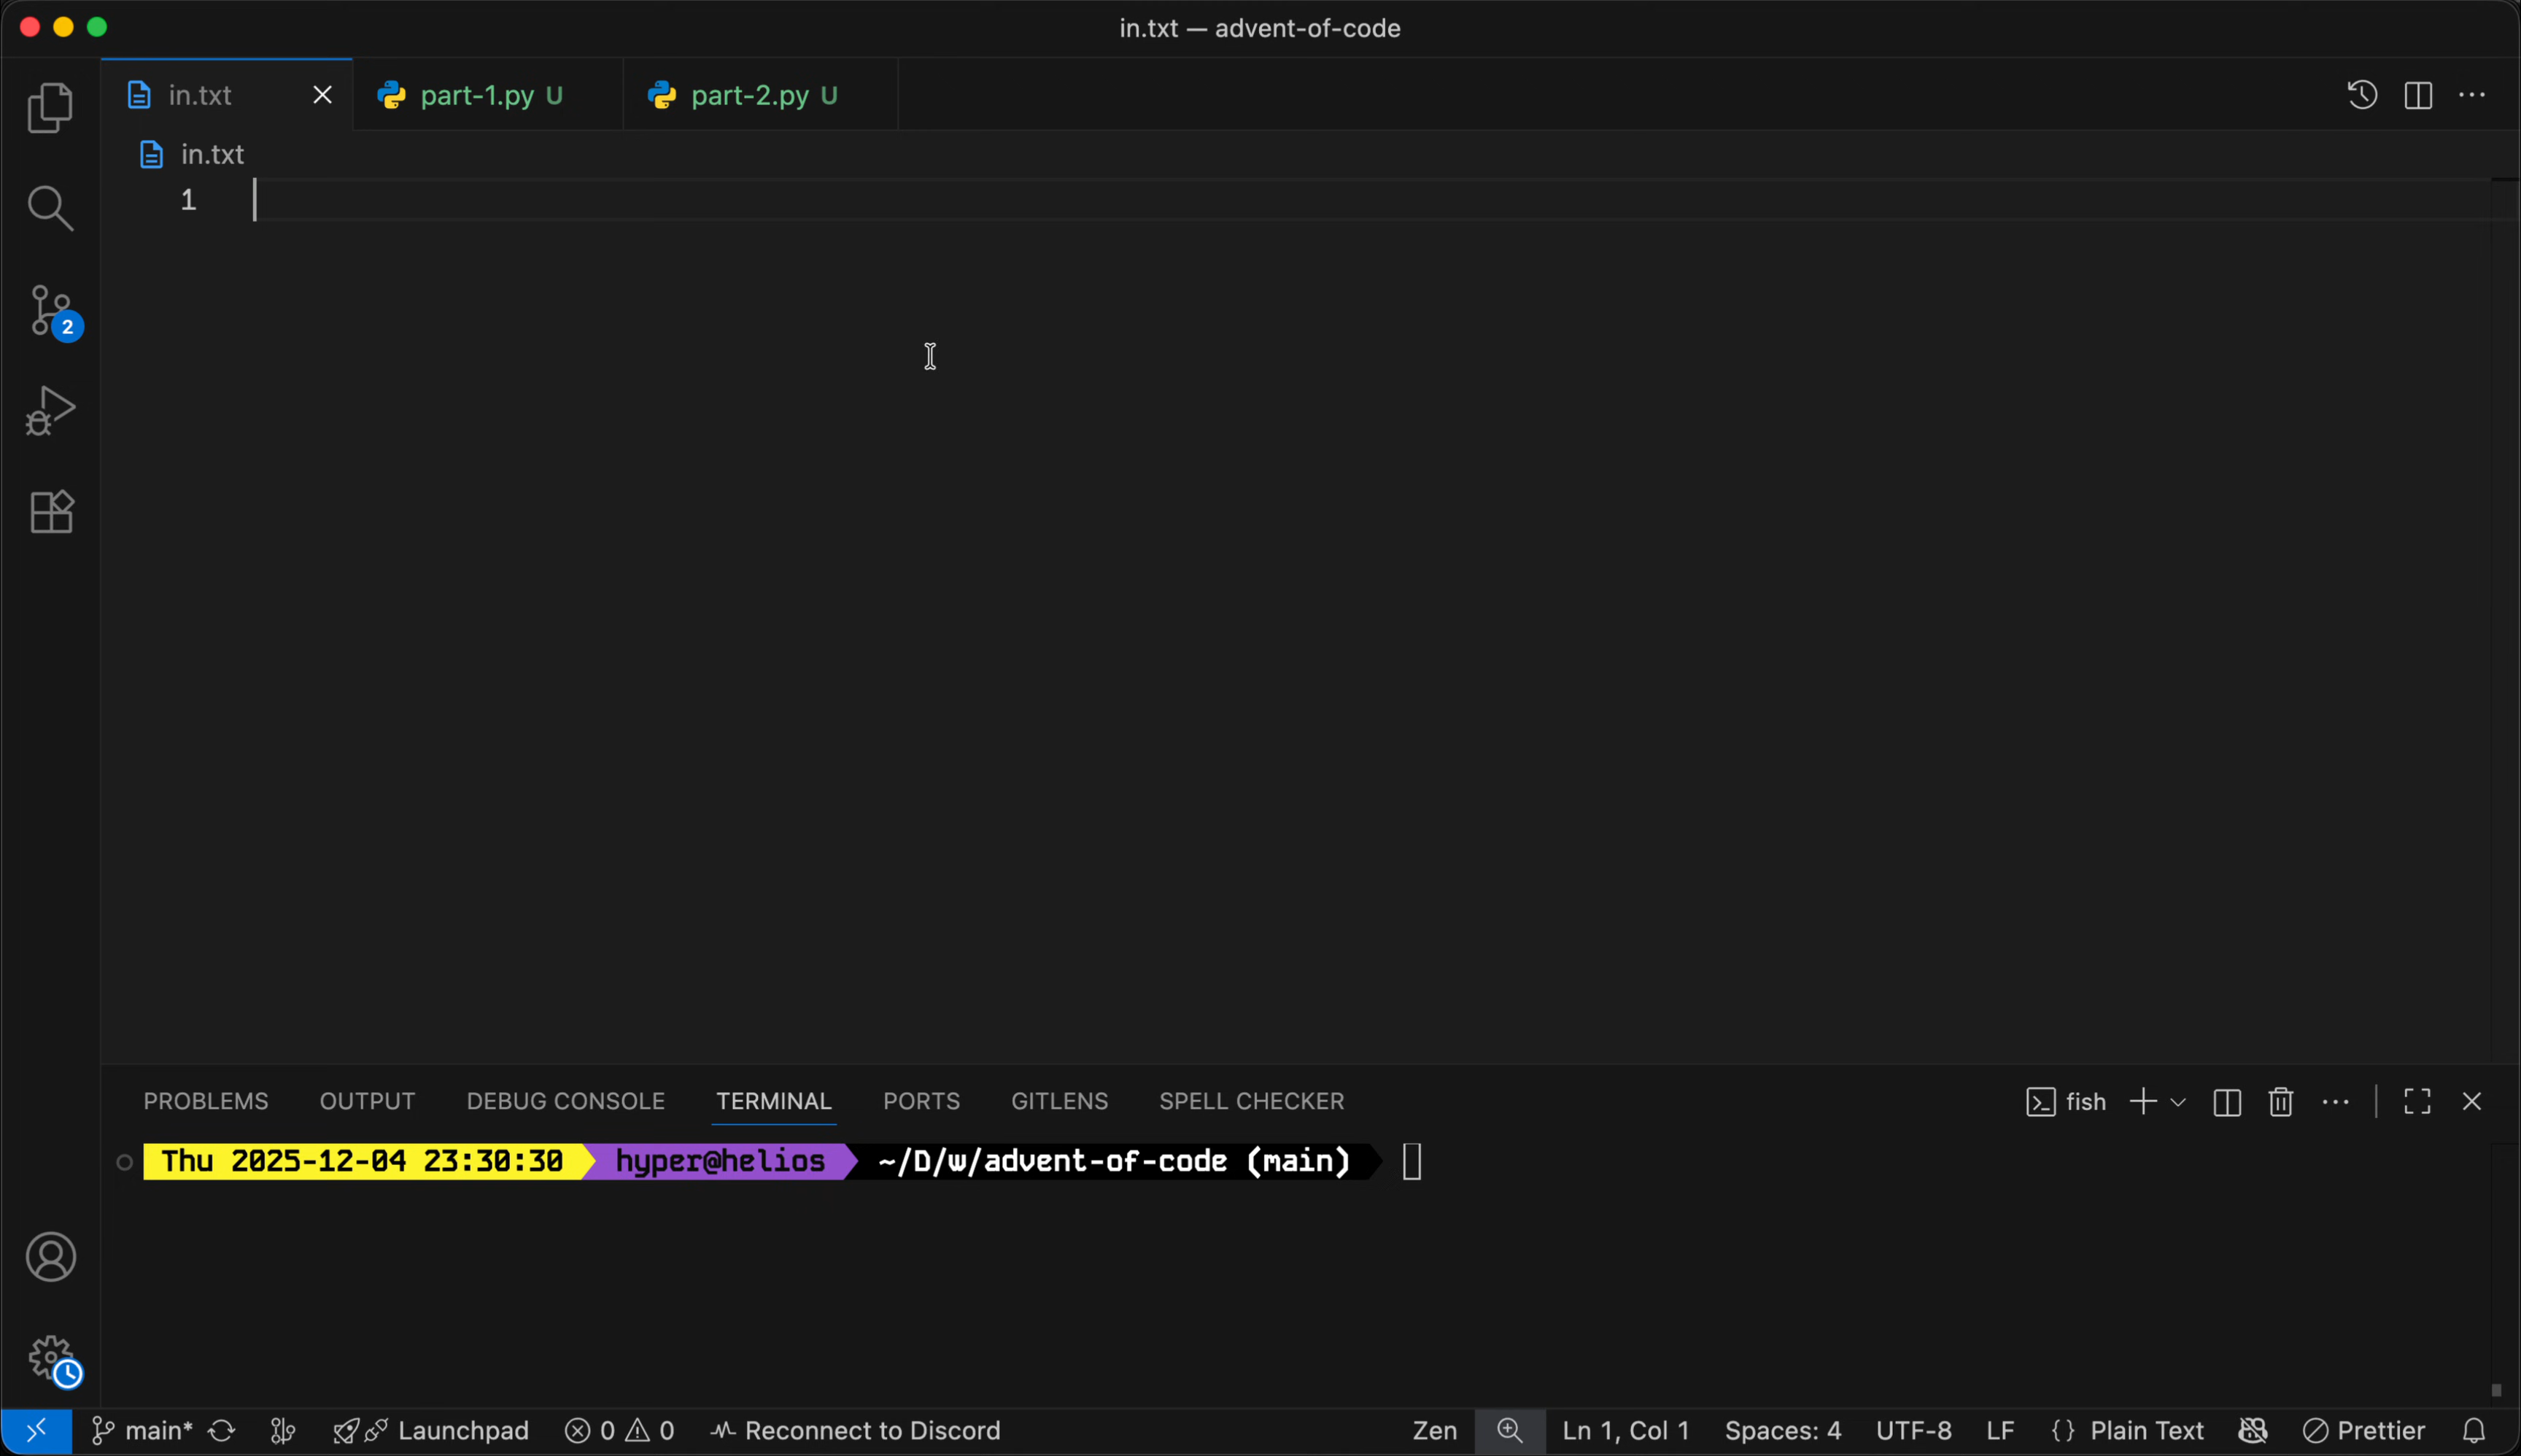 in.txt — advent-of-code
in.txt part-1.py U part-2.py U
in.txt
1
2
PROBLEMS OUTPUT DEBUG CONSOLE TERMINAL PORTS GITLENS SPELL CHECKER fish
Thu 2025-12-04 23:30:30 hyper@helios ~/D/w/advent-of-code (main)
main* Launchpad 0 0 Reconnect to Discord Zen Ln 1, Col 1 Spaces: 4 UTF-8 LF {} Plain Text Prettier